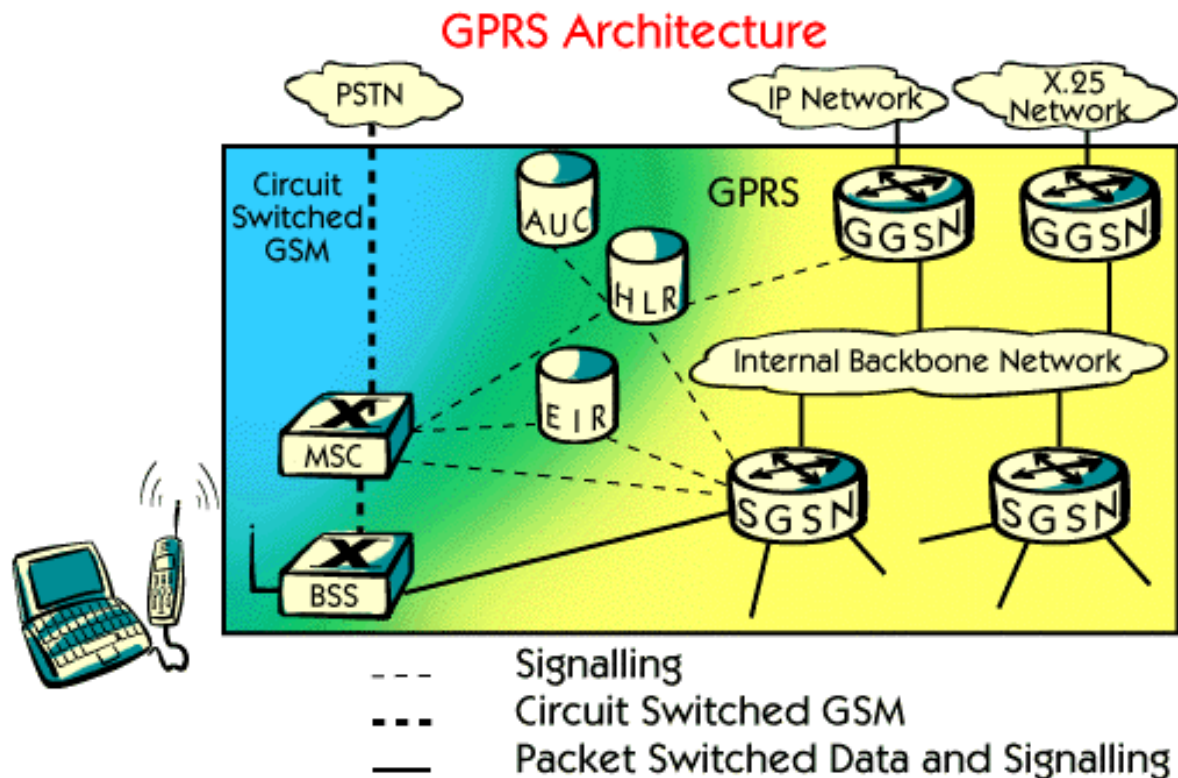 GPRS Architecture
PSTN
IP Network
X.25
Network
Circuit
Switched
GSM
AUC
GPRS
GGSN
GGSN
HLR
Internal Backbone Network
EIR
MSC
SGSN
SGSN
BSS
Signalling
Circuit Switched GSM
Packet Switched Data and Signalling